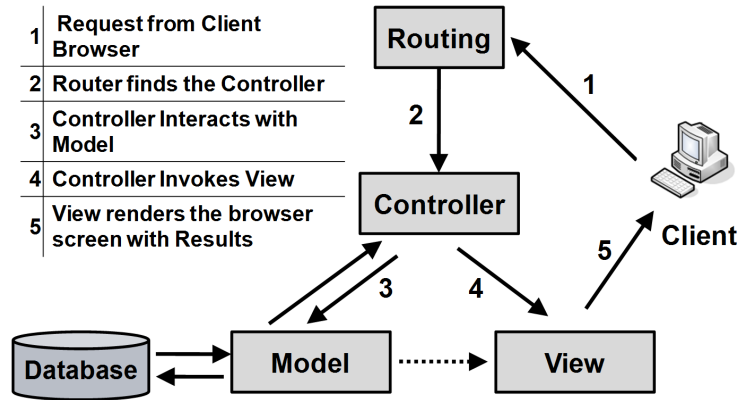 1 Request from Client
Browser
2 Router finds the Controller
3 Controller Interacts with
Model
4 Controller Invokes View
5 View renders the browser
screen with Results
Routing
1
2
Controller
Client
3
4
5
Database
Model
View